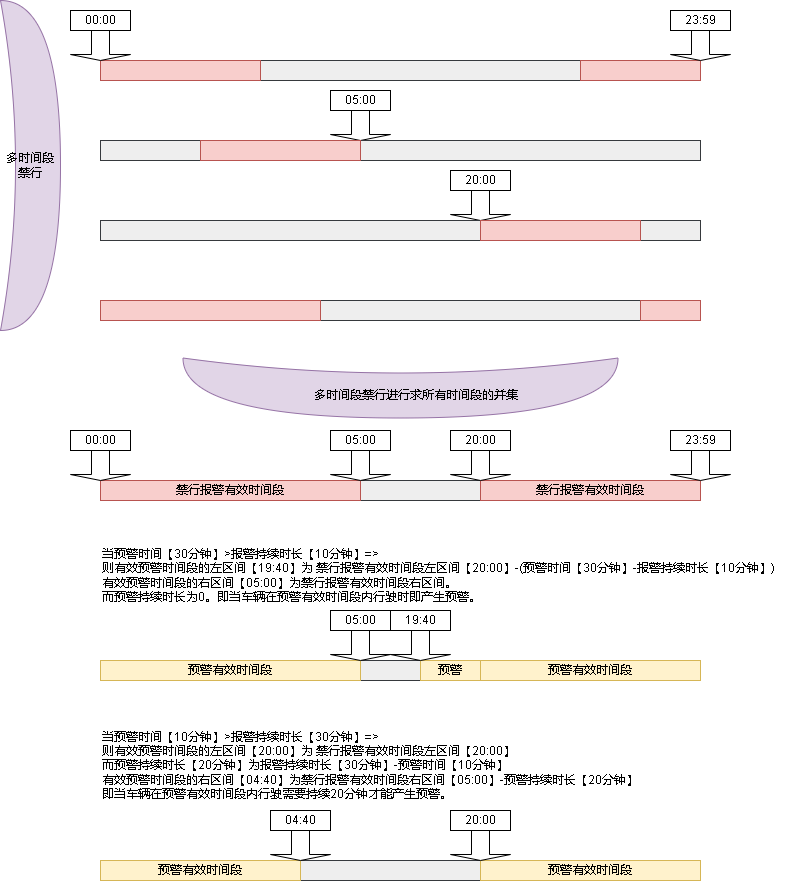 00:00
23:59
05:00
多时间段
禁行
20:00
多时间段禁行进行求所有时间段的并集
00:00
05:00
20:00
23:59
禁行报警有效时间段
禁行报警有效时间段
当预警时间【30分钟】>报警持续时长【10分钟】=>
则有效预警时间段的左区间【19:40】为 禁行报警有效时间段左区间【20:00】-(预警时间【30分钟】-报警持续时长【10分钟】)
有效预警时间段的右区间【05:00】为禁行报警有效时间段右区间。
而预警持续时长为0。即当车辆在预警有效时间段内行驶时即产生预警。
05:00
19:40
预警有效时间段
预警
预警有效时间段
当预警时间【10分钟】>报警持续时长【30分钟】=>
则有效预警时间段的左区间【20:00】为 禁行报警有效时间段左区间【20:00】
而预警持续时长【20分钟】为报警持续时长【30分钟】-预警时间【10分钟】
有效预警时间段的右区间【04:40】为禁行报警有效时间段右区间【05:00】-预警持续时长【20分钟】
即当车辆在预警有效时间段内行驶需要持续20分钟才能产生预警。
04:40
20:00
预警有效时间段
预警有效时间段